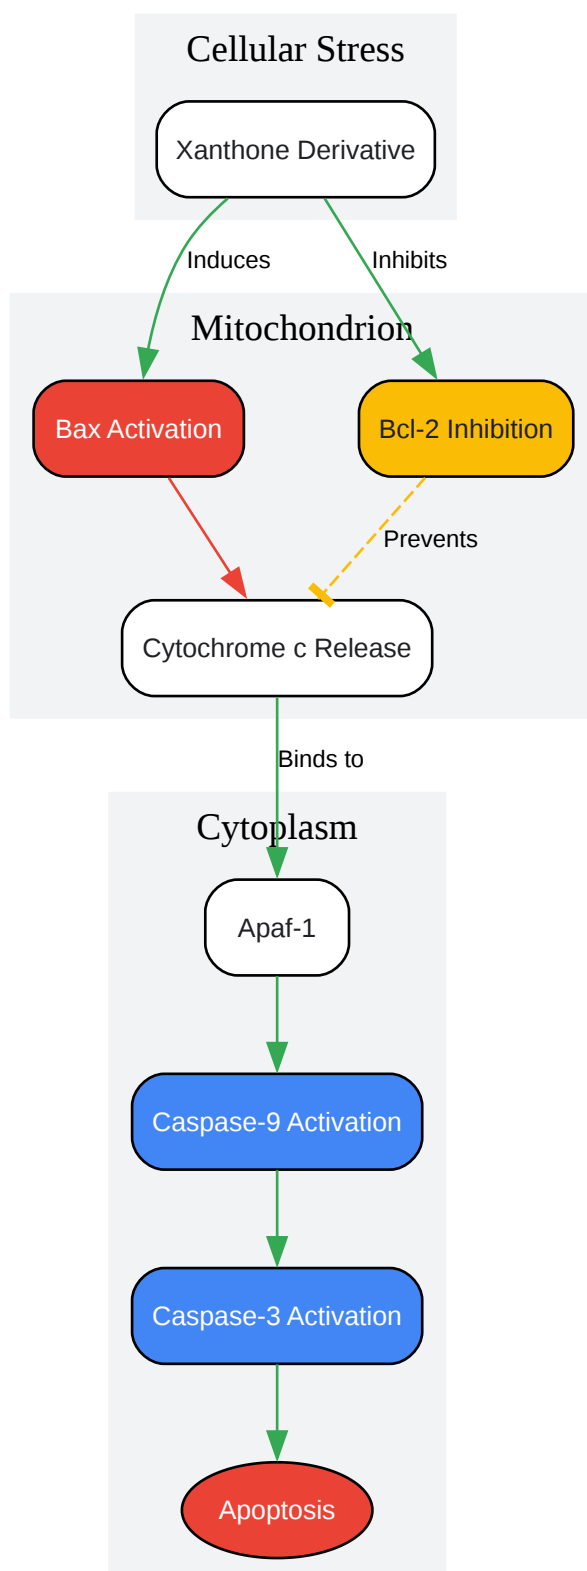 Cellular Stress
Xanthone Derivative
Induces
Inhibits
Mitochondrion
Bax Activation
Bcl-2 Inhibition
Prevents
Cytochrome c Release
Binds to
Cytoplasm
Apaf-1
Caspase-9 Activation
Caspase-3 Activation
Apoptosis